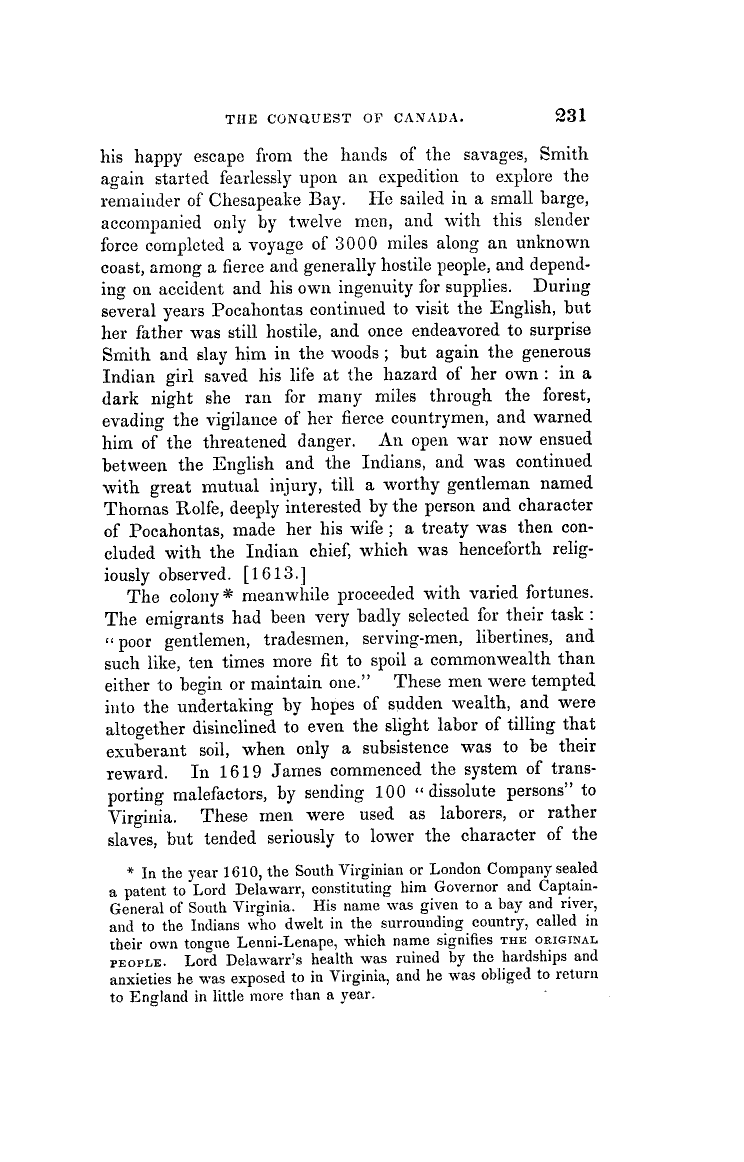 THE CONQUEST OF CANADA. 231
his happy escape from the hands of the savages, Smith
again started fearlessly upon an expedition to explore the
remainder of Chesapeake Bay. He sailed in a small barge,
accompanied only by twelve men, and with this slender
force completed a voyage of 3000 miles along an unknown
coast, among a fierce and generally hostile people, and depend-
ing on accident and his own ingenuity for supplies. During
several years Pocahontas continued to visit the English, but
her father was still hostile, and once endeavored to surprise
Smith and slay him in the woods; but again the generous
Indian girl saved his life at the hazard of her own: in a
dark night she ran for many miles through the forest,
evading the vigilance of her fierce countrymen, and warned
him of the threatened danger. An open war now ensued
between the English and the Indians, and was continued
with great mutual injury, till a worthy gentleman named
Thomas Rolfe, deeply interested by the person and character
of Pocahontas, made her his wife; a treaty was then con-
cluded with the Indian chief, which was henceforth relig-
iously observed. [1613.]
The colony* meanwhile proceeded with varied fortunes.
The emigrants had been very badly selected for their task:
“poor gentlemen, tradesmen, serving-men, libertines, and
such like, ten times more fit to spoil a commonwealth than
either to begin or maintain one.” These men were tempted
into the undertaking by hopes of sudden wealth, and were
altogether disinclined to even the slight labor of tilling that
exuberant soil, when only a subsistence was to be their
reward. In 1619 James commenced the system of trans-
porting malefactors, by sending 100 “dissolute persons” to
Virginia. These men were used as laborers, or rather
slaves, but tended seriously to lower the character of the
* In the year 1610, the South Virginian or London Company sealed
a patent to Lord Delawarr, constituting him Governor and Captain-
General of South Virginia. His name was given to a bay and river,
and to the Indians who dwelt in the surrounding country, called in
their own tongue Lenni-Lenape, which name signifies THE ORIGINAL
PEOPLE. Lord Delawarr's health was ruined by the hardships and
anxieties he was exposed to in Virginia, and he was obliged to return
to England in little more than a year.